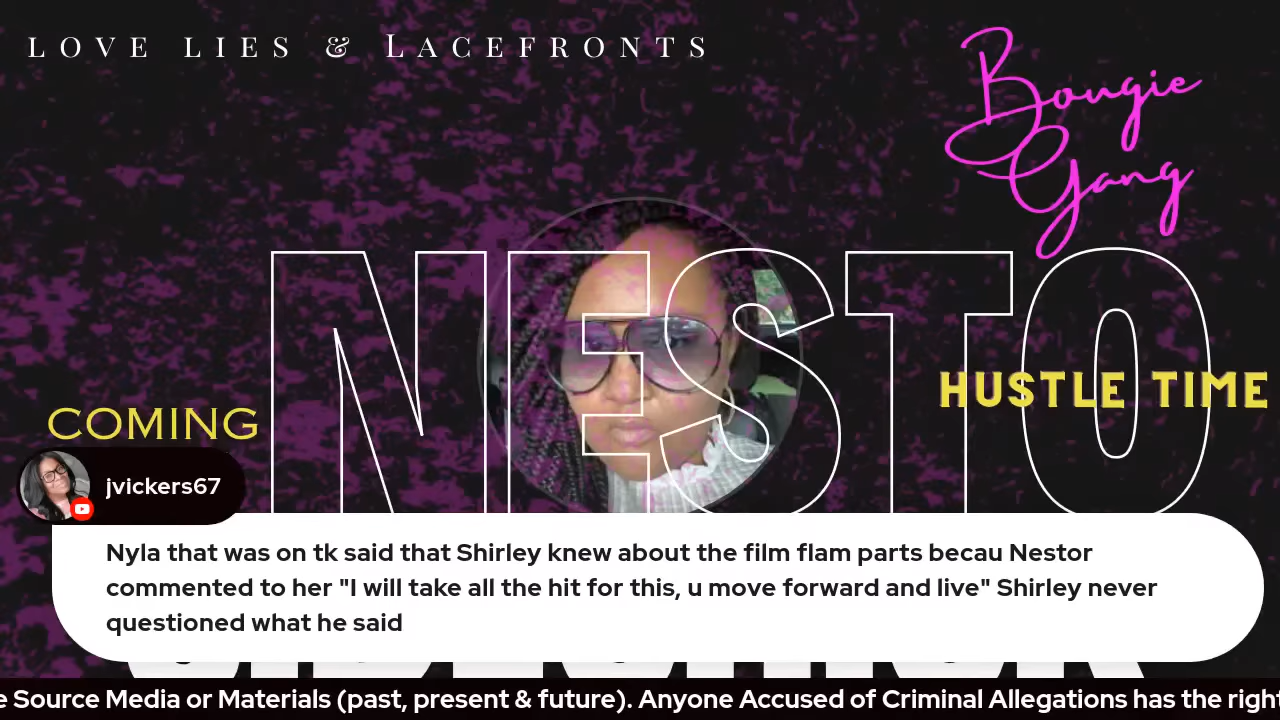 LOVE LIES & LACEFRONTS
Bougie
Gang
NESTO
HUSTLE TIME
COMING
jvickers67
Nyla that was on tk said that Shirley knew about the film flam parts becau Nestor
commented to her "I will take all the hit for this, u move forward and live" Shirley never
questioned what he said
e Source Media or Materials (past, present & future). Anyone Accused of Criminal Allegations has the right